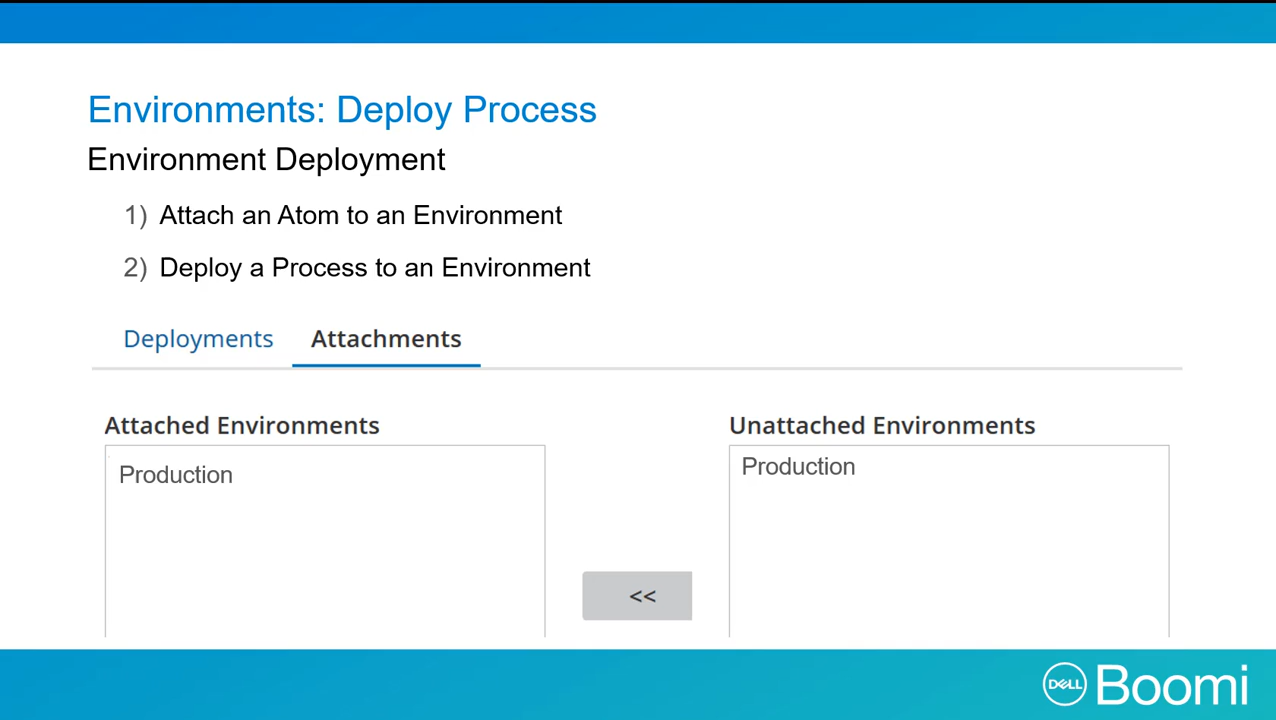 Environments: Deploy Process
Environment Deployment
1) Attach an Atom to an Environment
2) Deploy a Process to an Environment
Deployments Attachments
Attached Environments Unattached Environments
Production Production
<<
DELL Boomi